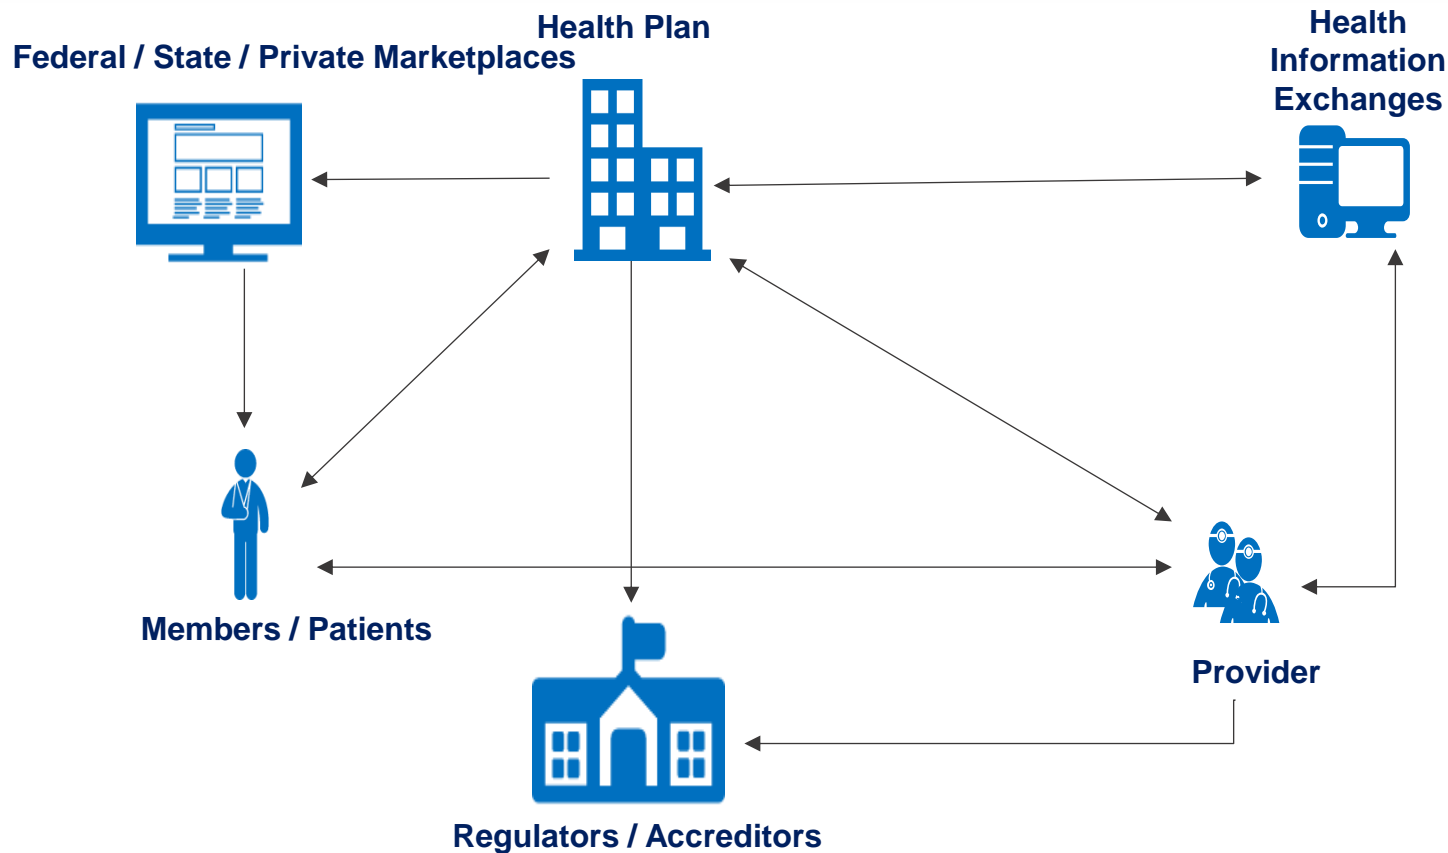 Health Plan
Federal / State / Private Marketplaces
Health
Information
Exchanges
Members / Patients
Provider
Regulators / Accreditors